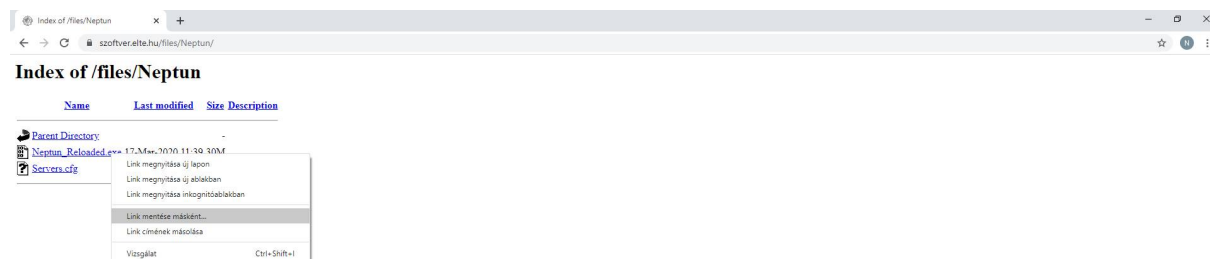 Index of /files/Neptun
szoftver.elte.hu/files/Neptun/
N
Index of /files/Neptun
Name Last modified Size Description
Parent Directory -
Neptun_Reloaded.exe 17-Mar-2020 11:39 30M
Servers.cfg
Link megnyitása új lapon
Link megnyitása új ablakban
Link megnyitása inkognitóablakban
Link mentése másként...
Link címének másolása
Vizsgálat Ctrl+Shift+I